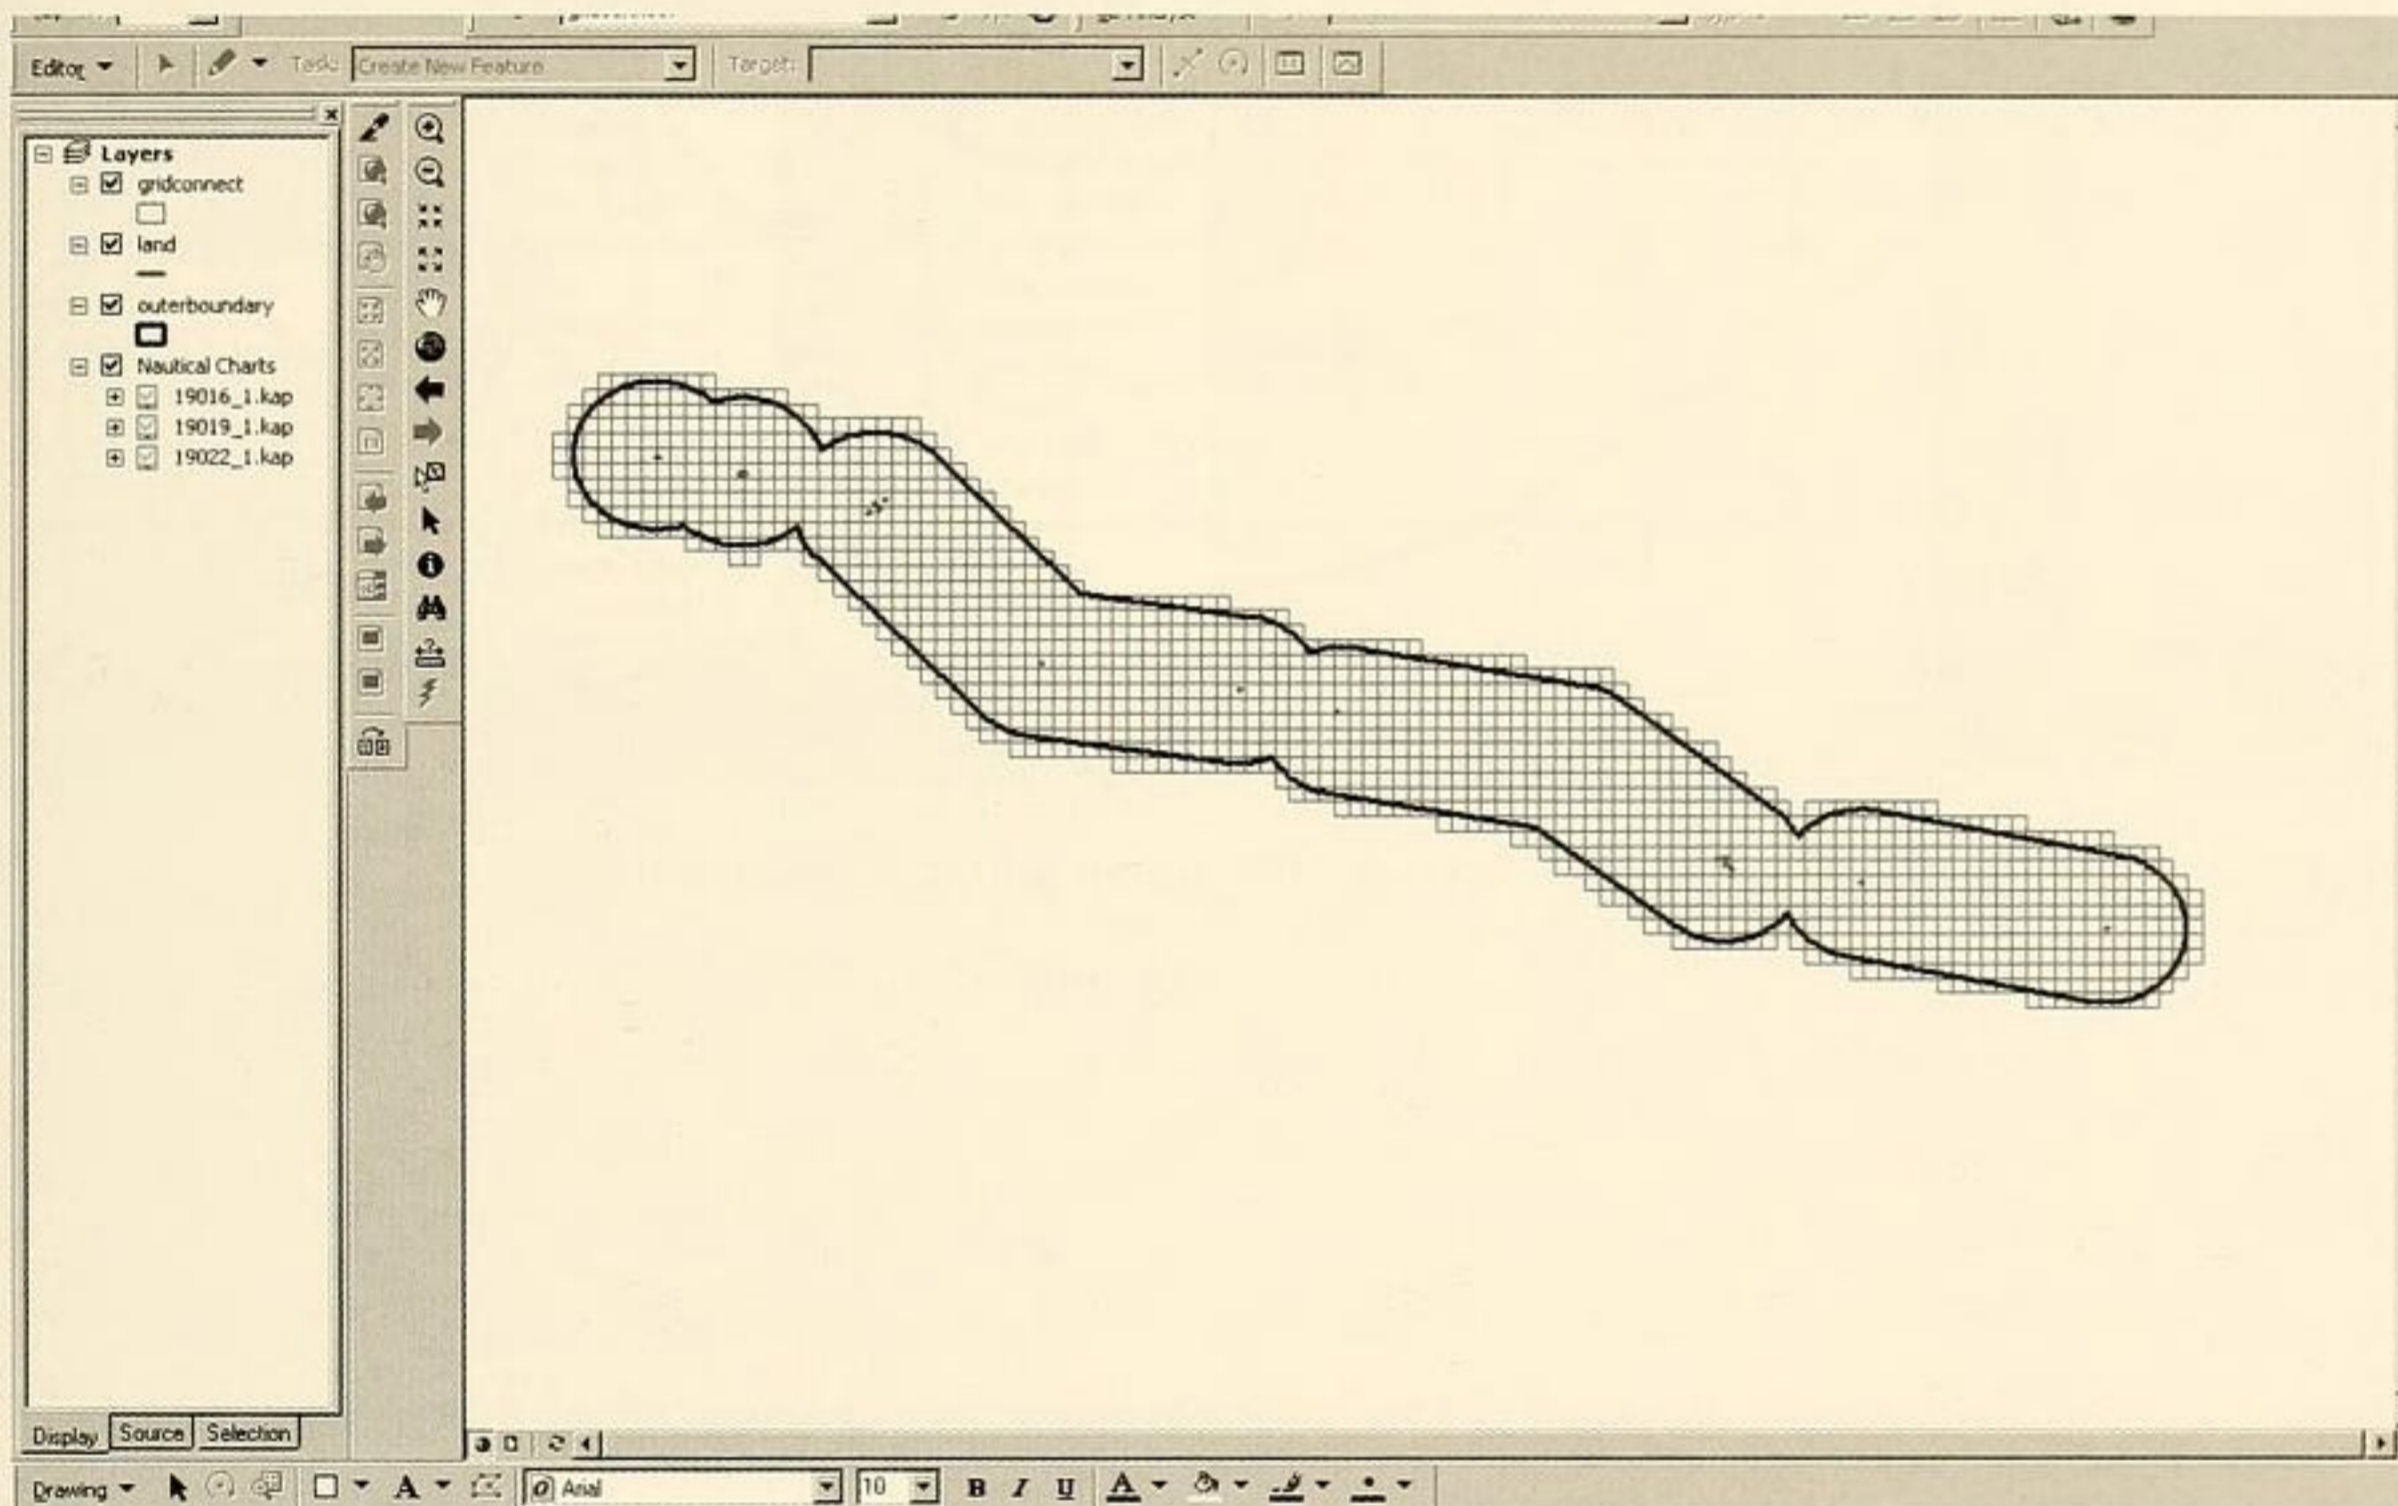 Editor Task: Create New Feature Target:
Layers
gridconnect
land
outerboundary
Nautical Charts
19016_1.kap
19019_1.kap
19022_1.kap
Display Source Selection
Drawing A Arial 10 B I U A